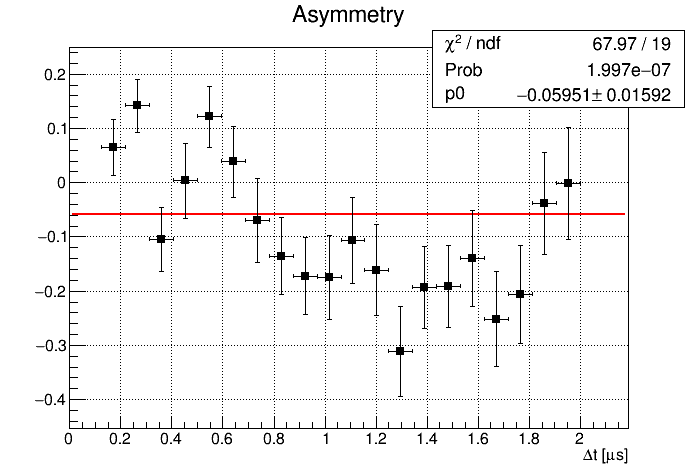 Asymmetry
χ² / ndf 67.97 / 19
Prob 1.997e−07
p0 −0.05951± 0.01592
0.2
0.1
0
−0.1
−0.2
−0.3
−0.4
0 0.2 0.4 0.6 0.8 1 1.2 1.4 1.6 1.8 2
Δt [μs]